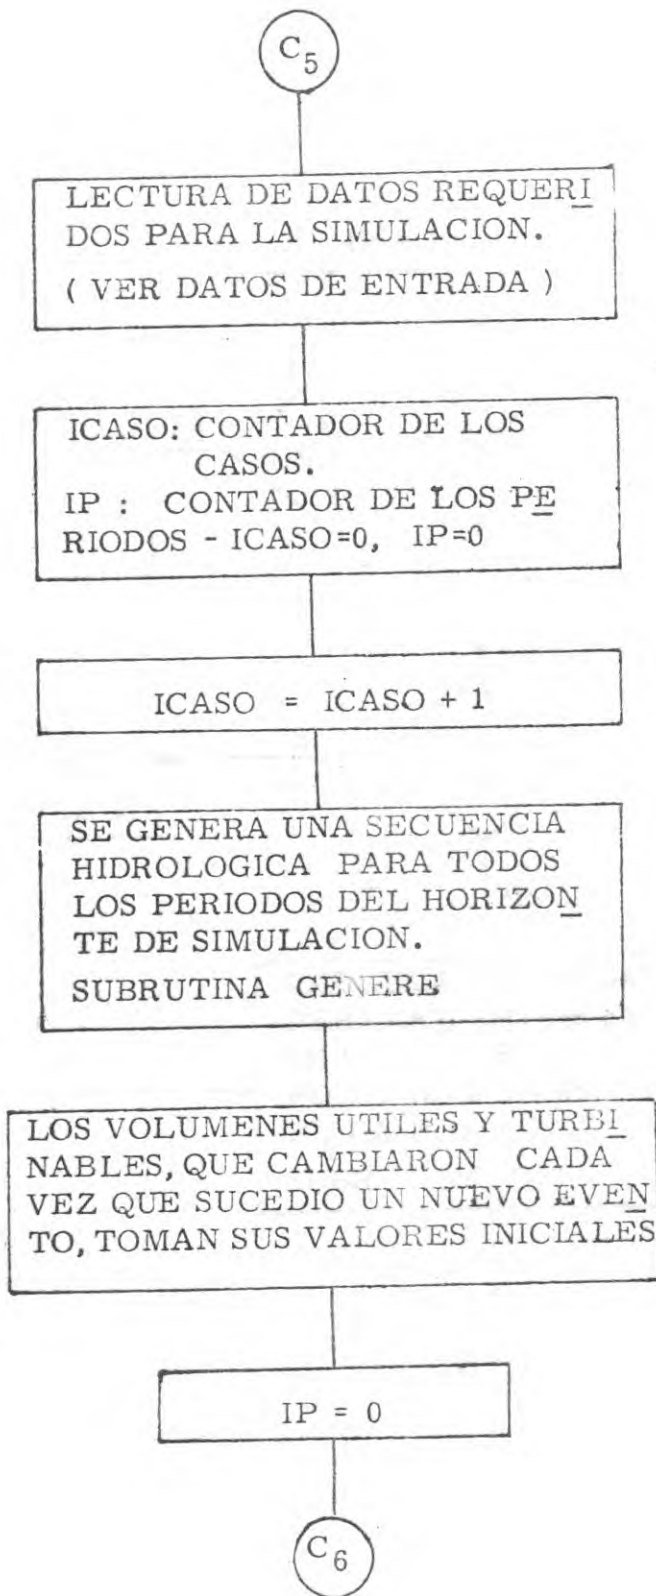 C5
LECTURA DE DATOS REQUERI
DOS PARA LA SIMULACION.
( VER DATOS DE ENTRADA )
ICASO: CONTADOR DE LOS
CASOS.
IP : CONTADOR DE LOS PE
RIODOS - ICASO=0, IP=0
ICASO = ICASO + 1
SE GENERA UNA SECUENCIA
HIDROLOGICA PARA TODOS
LOS PERIODOS DEL HORIZON
TE DE SIMULACION.
SUBRUTINA GENERE
LOS VOLUMENES UTILES Y TURBI
NABLES, QUE CAMBIARON CADA
VEZ QUE SUCEDIO UN NUEVO EVEN
TO, TOMAN SUS VALORES INICIALES
IP = 0
C6